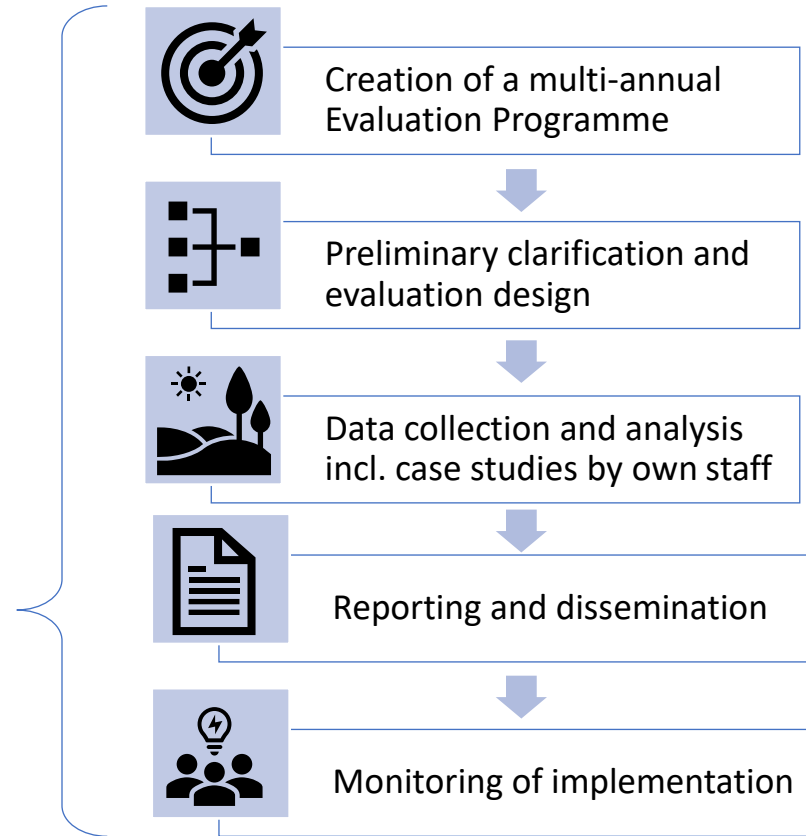 Creation of a multi-annual
Evaluation Programme
Preliminary clarification and
evaluation design
Data collection and analysis
incl. case studies by own staff
Reporting and dissemination
Monitoring of implementation